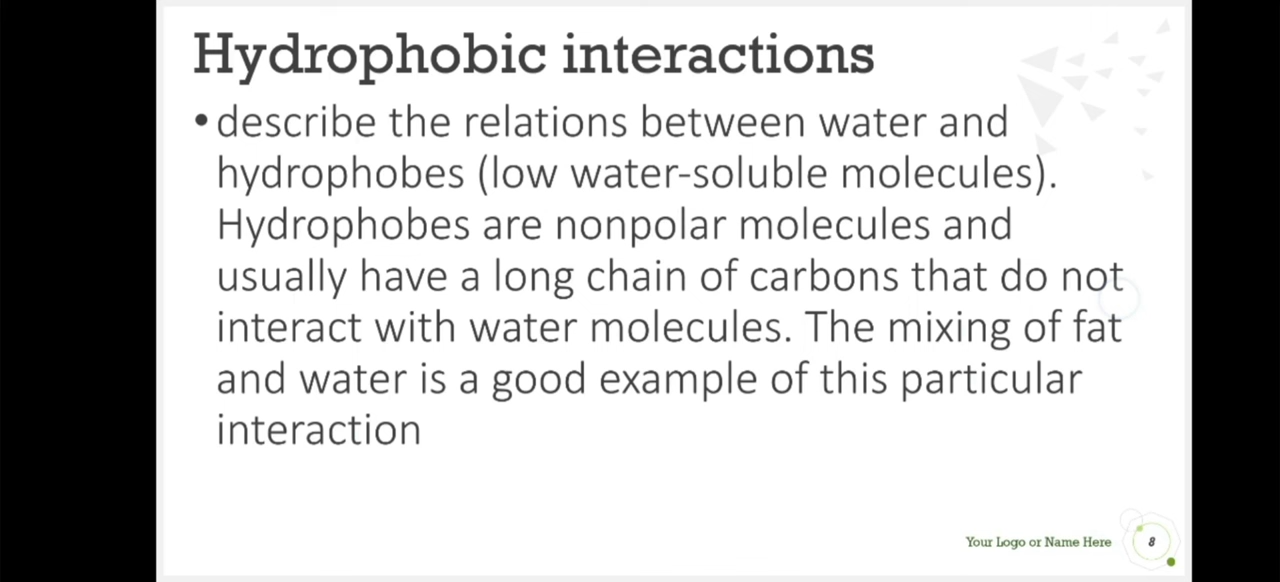 Hydrophobic interactions
• describe the relations between water and
hydrophobes (low water-soluble molecules).
Hydrophobes are nonpolar molecules and
usually have a long chain of carbons that do not
interact with water molecules. The mixing of fat
and water is a good example of this particular
interaction
Your Logo or Name Here
8